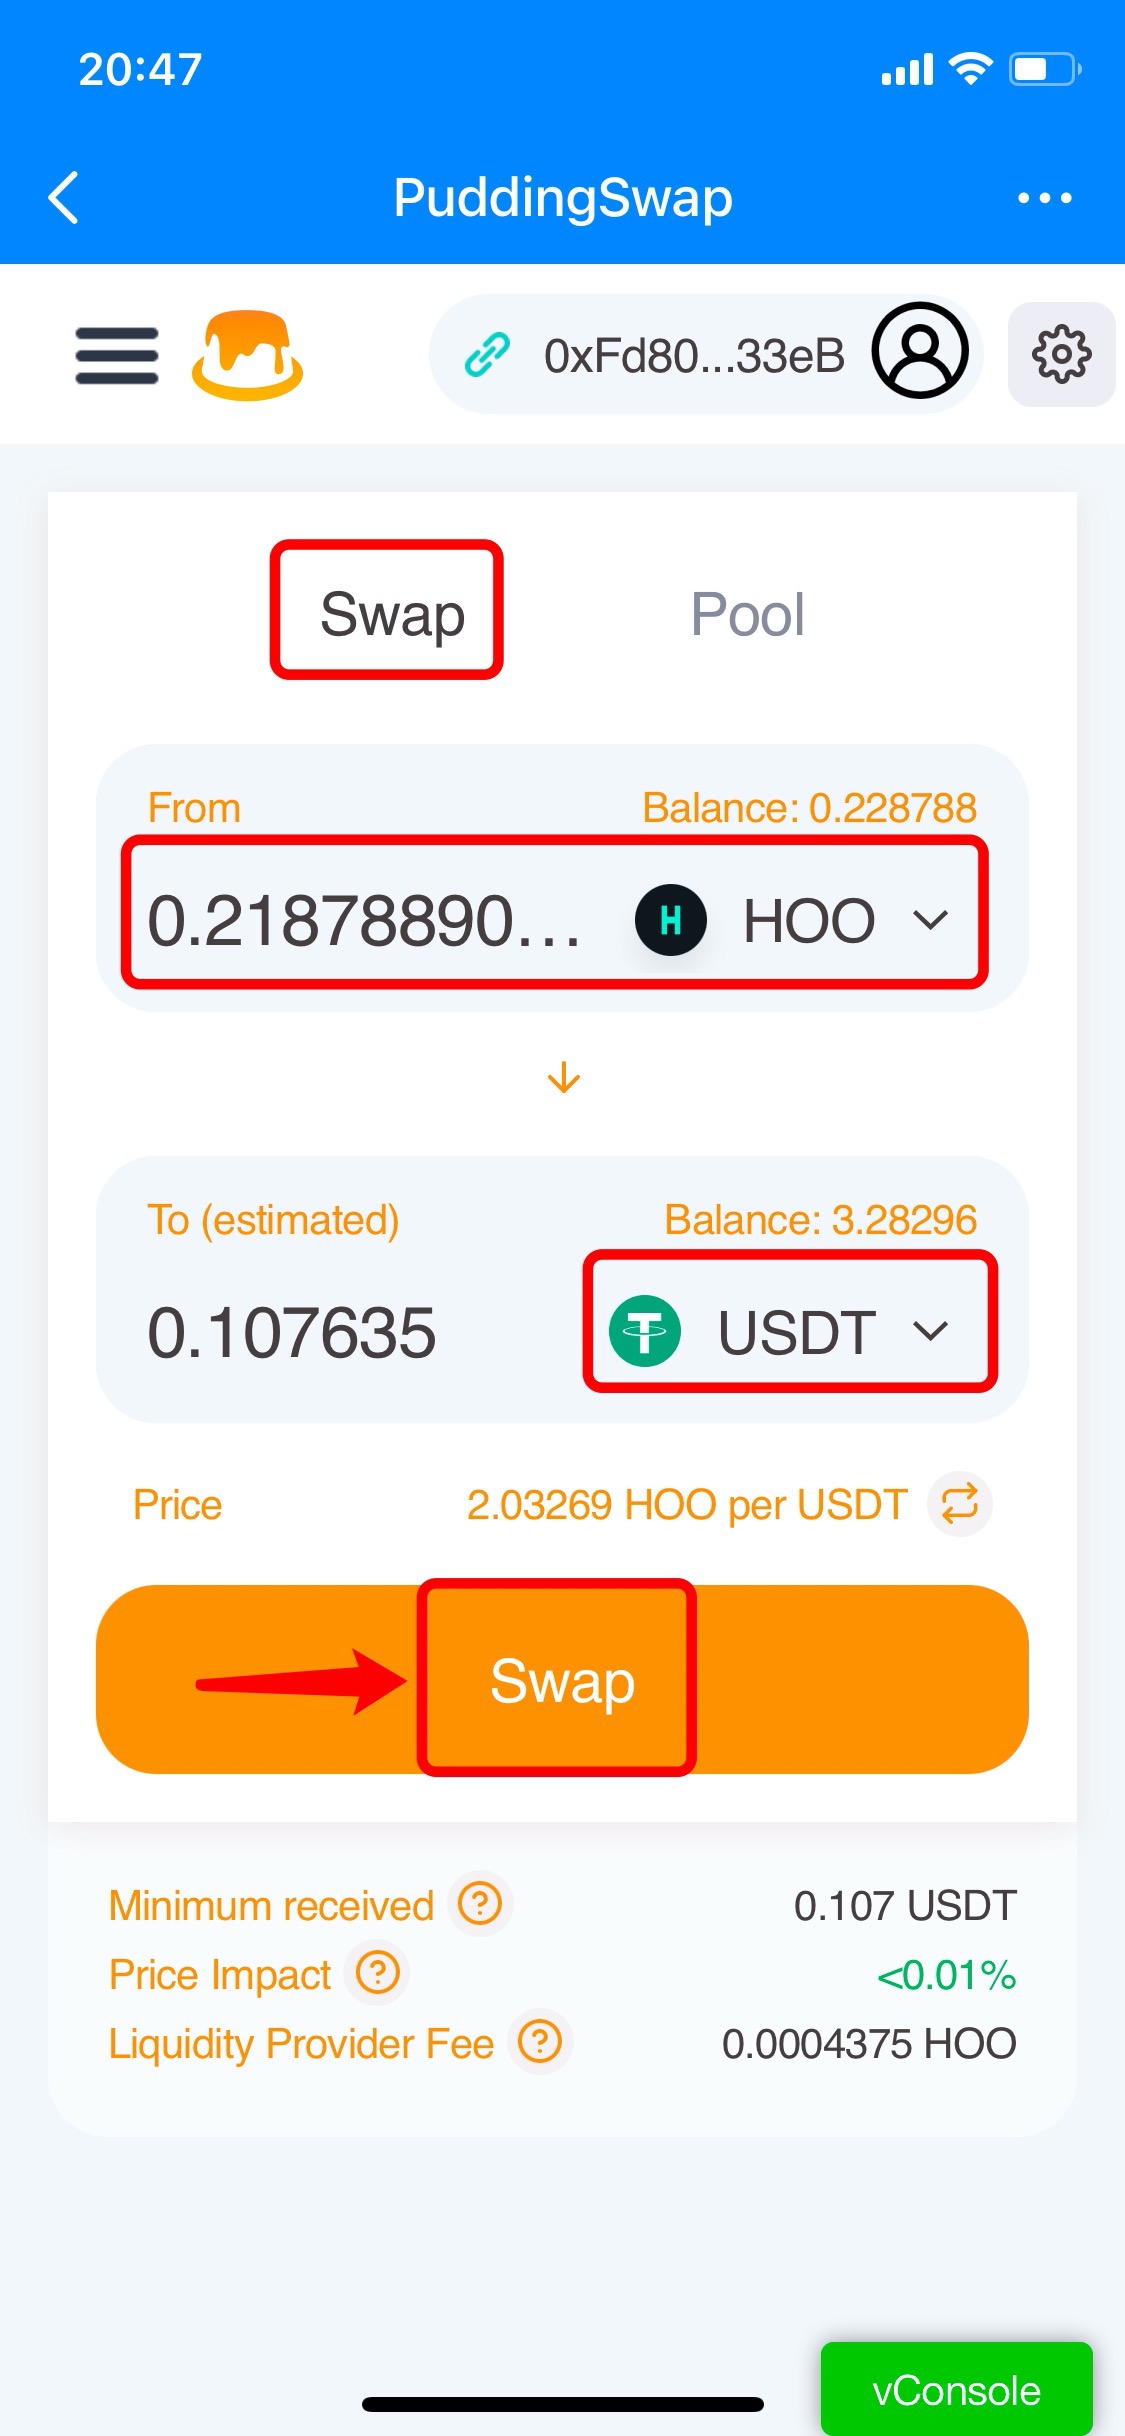 20:47
PuddingSwap
0xFd80...33eB
Swap Pool
From Balance: 0.228788
0.21878890... HOO
To (estimated) Balance: 3.28296
0.107635 USDT
Price 2.03269 HOO per USDT
Swap
Minimum received ? 0.107 USDT
Price Impact ? <0.01%
Liquidity Provider Fee ? 0.0004375 HOO
vConsole